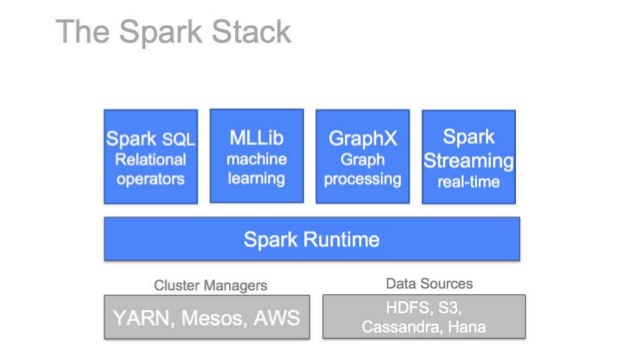 The Spark Stack
Spark SQL
Relational
operators
MLLib
machine
learning
GraphX
Graph
processing
Spark
Streaming
real-time
Spark Runtime
Cluster Managers
YARN, Mesos, AWS
Data Sources
HDFS, S3,
Cassandra, Hana